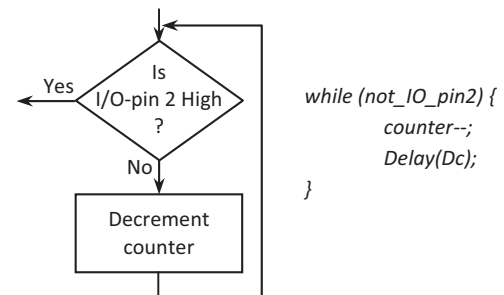 Is
Yes
I/O-pin 2 High
?
No
Decrement
counter
while (not_IO_pin2) {
counter--;
Delay(Dc);
}